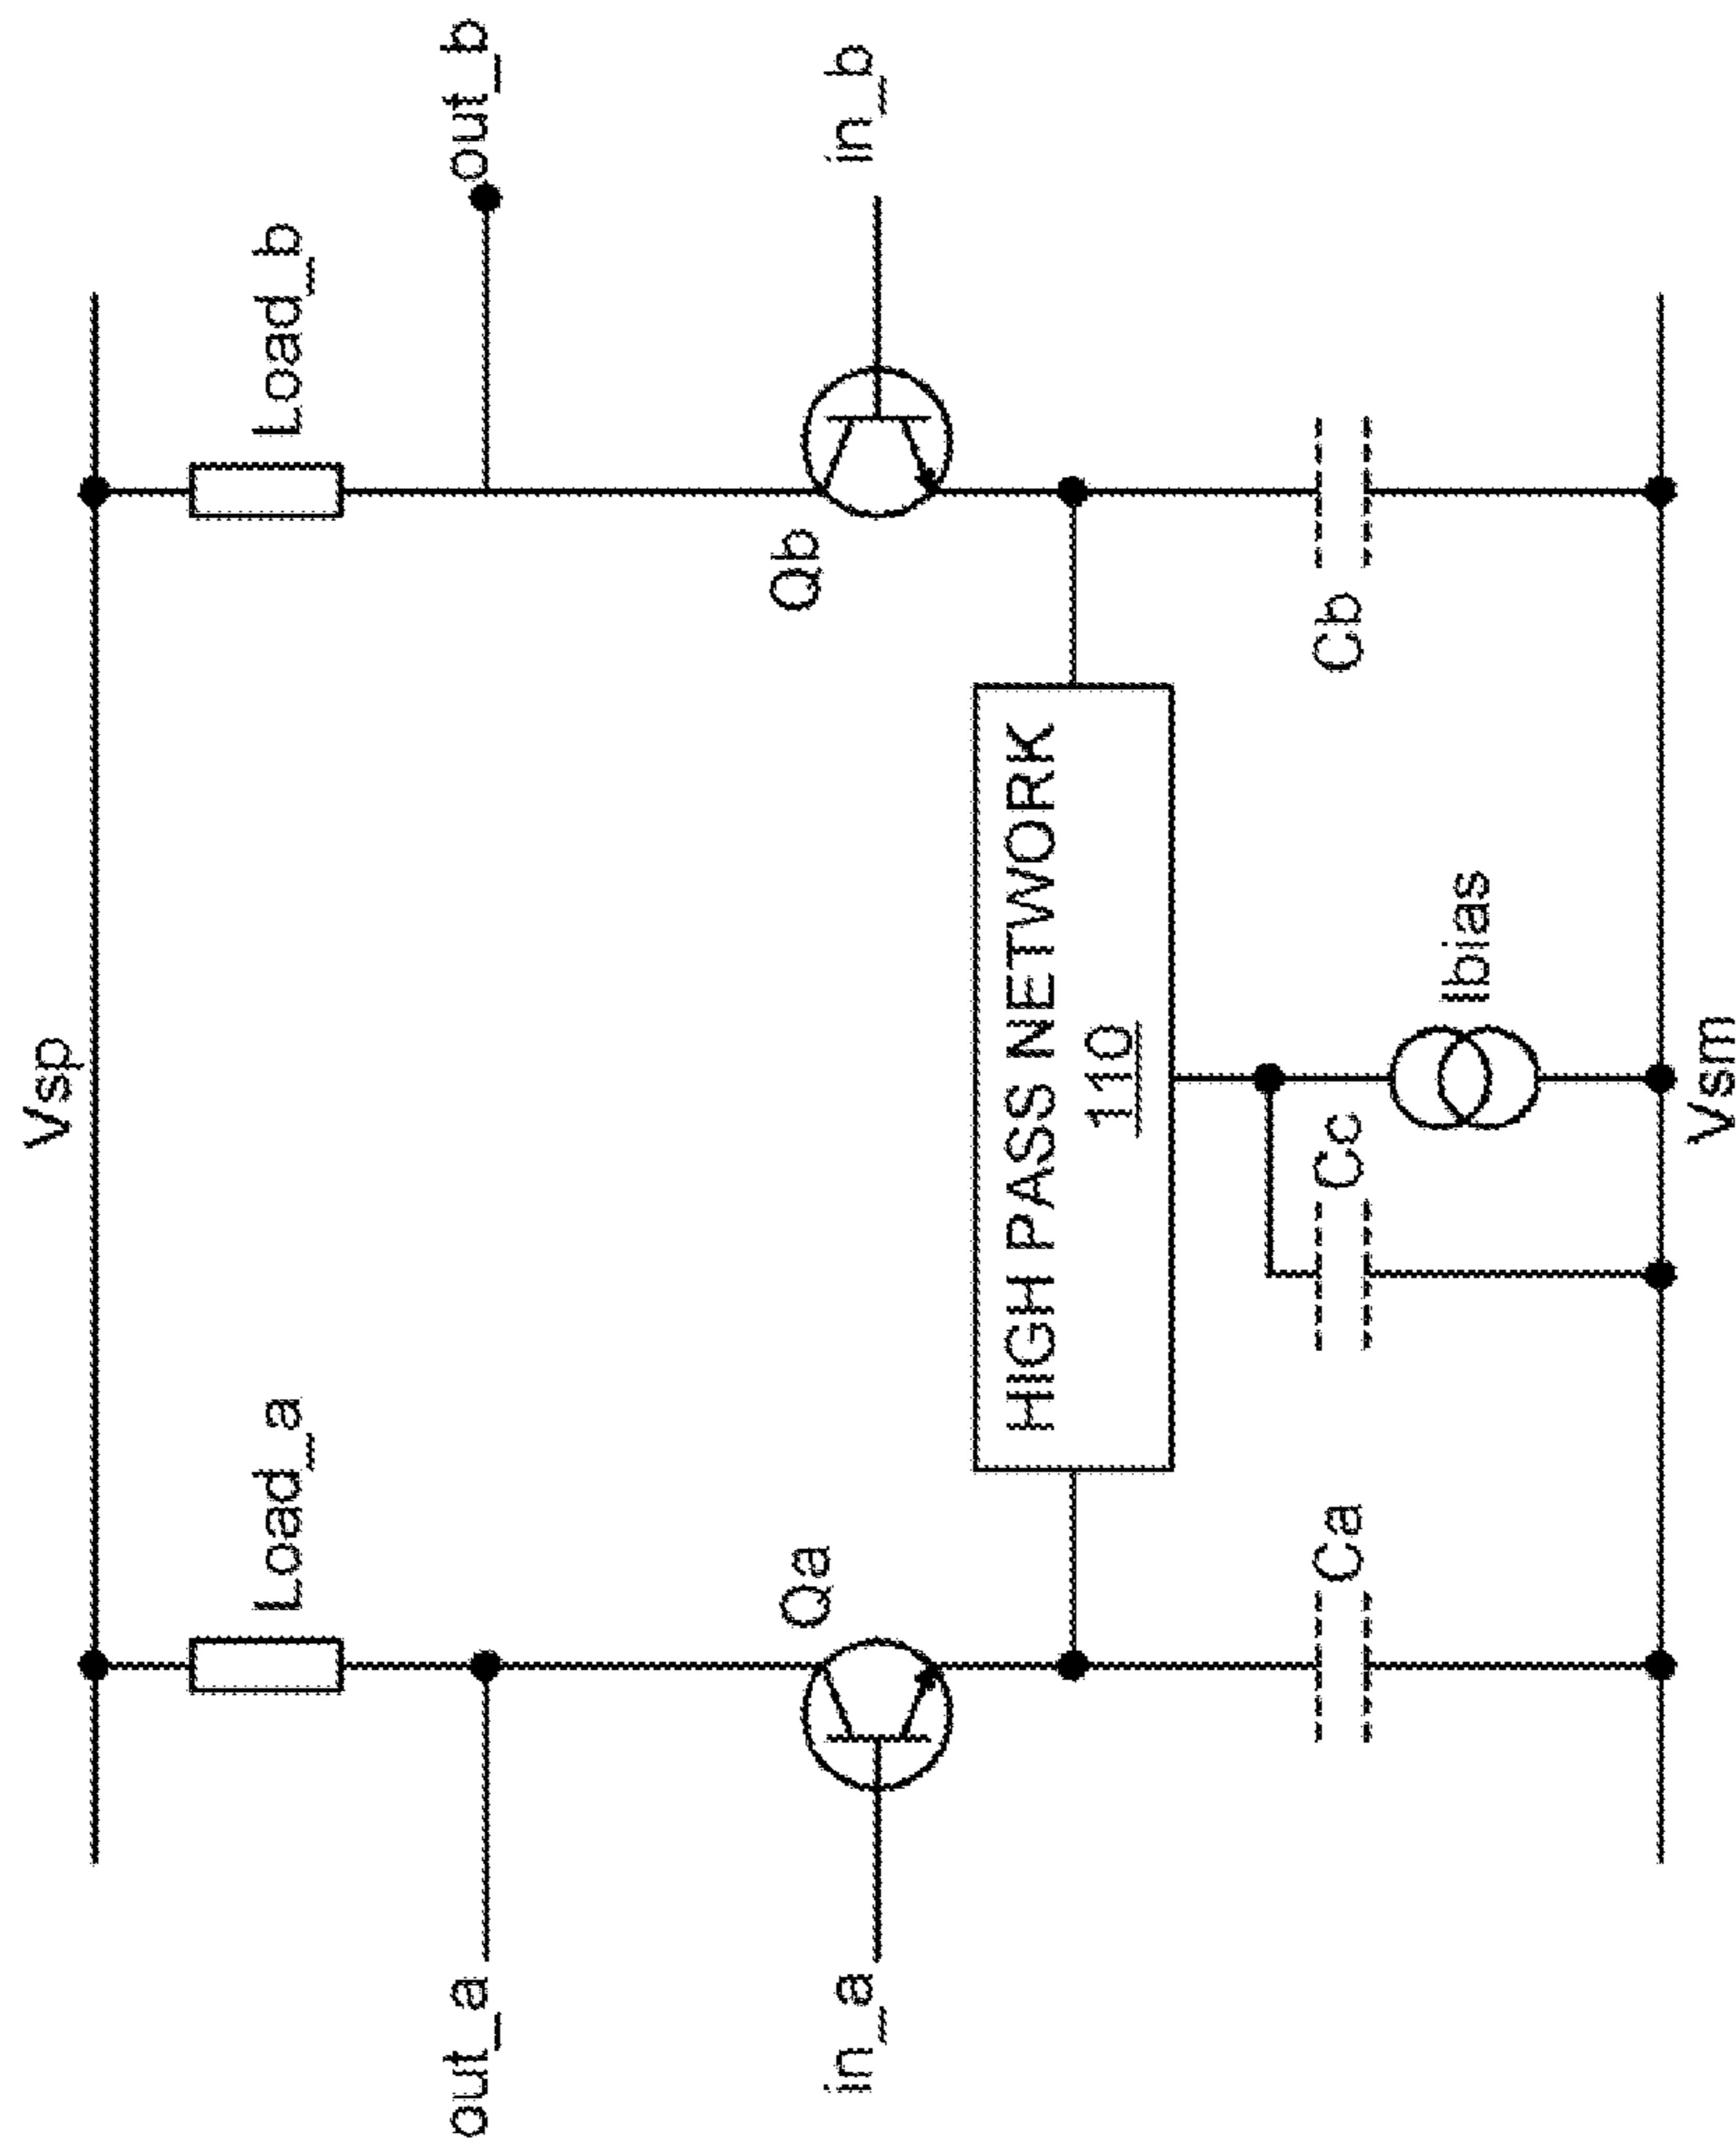 Vsp
Load_a
Load_b
out_a
out_b
Qa
Qb
in_a
in_b
HIGH PASS NETWORK
110
Ca
Cc
Ibias
Cb
Vsm